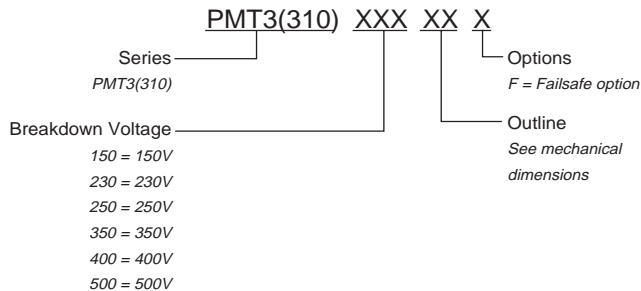 PMT3(310) XXX XX X
Series
PMT3(310)
Breakdown Voltage
150 = 150V
230 = 230V
250 = 250V
350 = 350V
400 = 400V
500 = 500V
Options
F = Failsafe option
Outline
See mechanical
dimensions